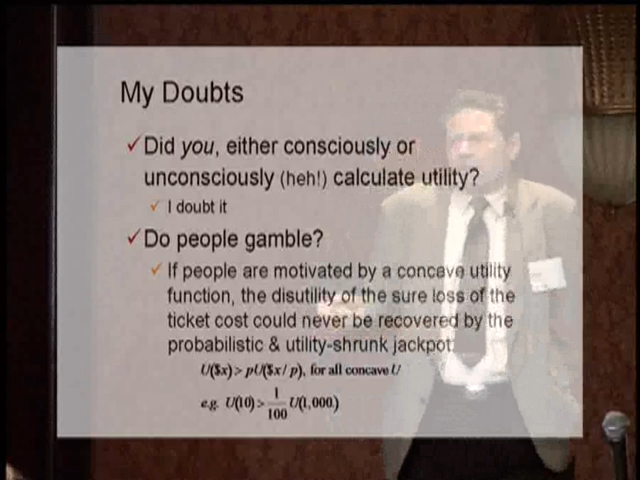 My Doubts
Did you, either consciously or
unconsciously (heh!) calculate utility?
I doubt it
Do people gamble?
If people are motivated by a concave utility
function, the disutility of the sure loss of the
ticket cost could never be recovered by the
probabilistic & utility-shrunk jackpot.
U($x) > pU($x / p), for all concave U
e.g. U(10) > 1/100 U(1,000.)